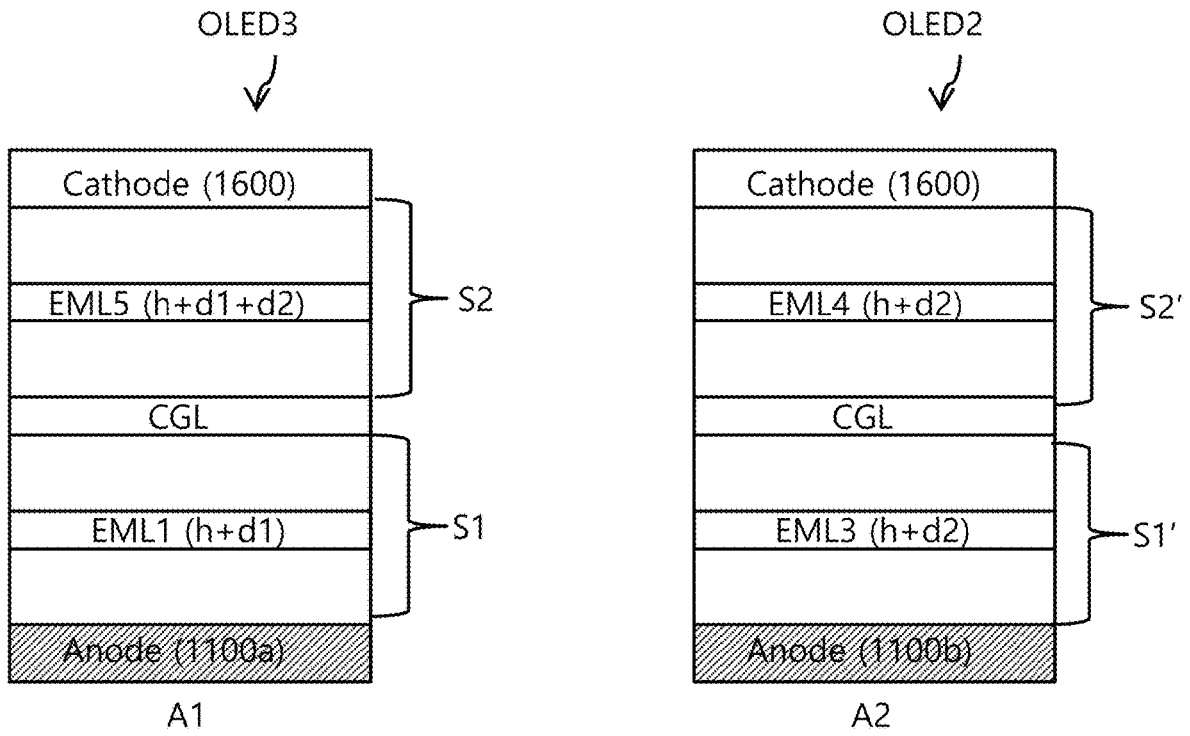 OLED3
OLED2
Cathode (1600)
Cathode (1600)
EML5 (h+d1+d2)
S2
EML4 (h+d2)
S2'
CGL
CGL
EML1 (h+d1)
S1
EML3 (h+d2)
S1'
Anode (1100a)
Anode (1100b)
A1
A2